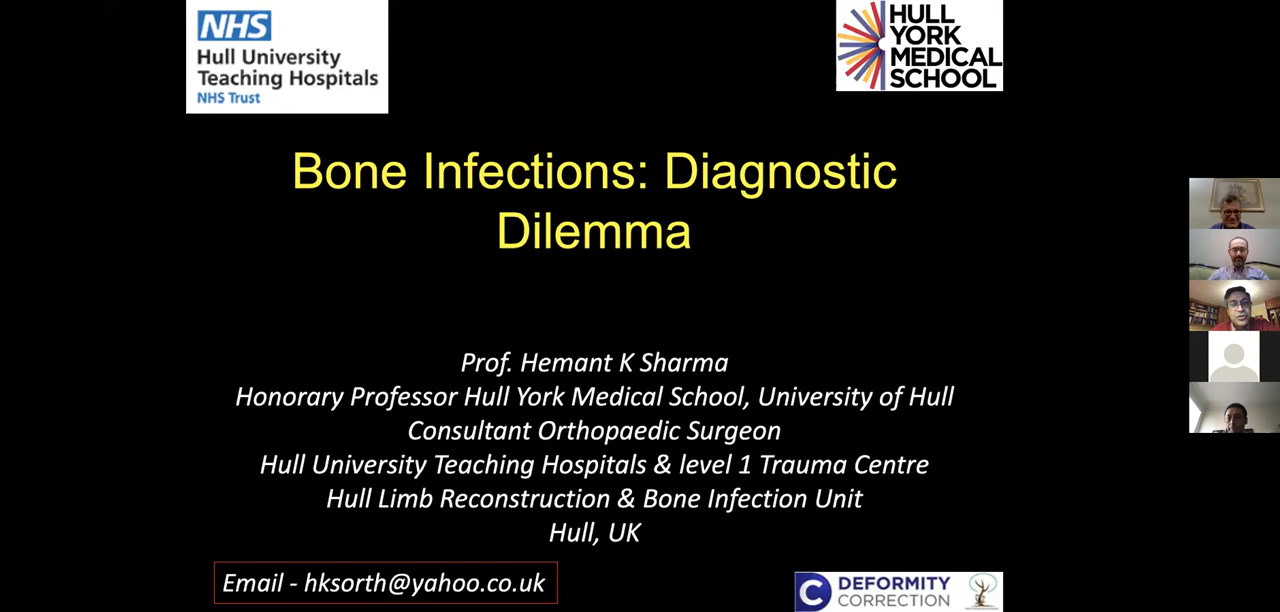 NHS
Hull University
Teaching Hospitals
NHS Trust
HULL
YORK
MEDICAL
SCHOOL
Bone Infections: Diagnostic
Dilemma
Prof. Hemant K Sharma
Honorary Professor Hull York Medical School, University of Hull
Consultant Orthopaedic Surgeon
Hull University Teaching Hospitals & level 1 Trauma Centre
Hull Limb Reconstruction & Bone Infection Unit
Hull, UK
Email - hksorth@yahoo.co.uk
C DEFORMITY
CORRECTION